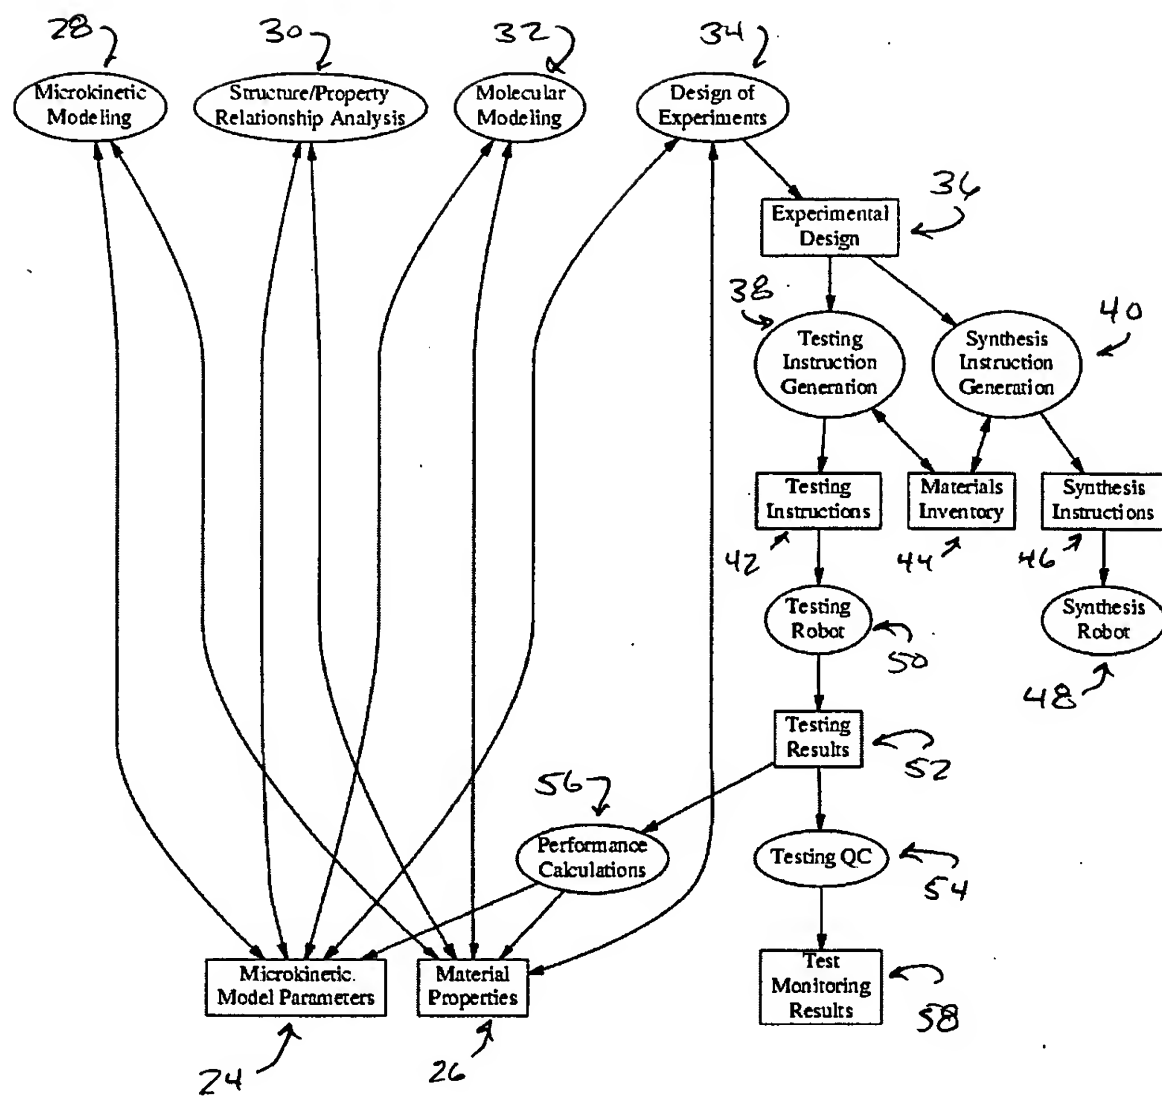 28
30
32
34
Microkinetic
Modeling
Structure/Property
Relationship Analysis
Molecular
Modeling
Design of
Experiments
36
Experimental
Design
38
40
Testing
Instruction
Generation
Synthesis
Instruction
Generation
Testing
Instructions
Materials
Inventory
Synthesis
Instructions
42
44
46
Testing
Robot
Synthesis
Robot
50
48
Testing
Results
52
56
Performance
Calculations
Testing QC
54
Microkinetic.
Model Parameters
Material
Properties
Test
Monitoring
Results
58
24
26